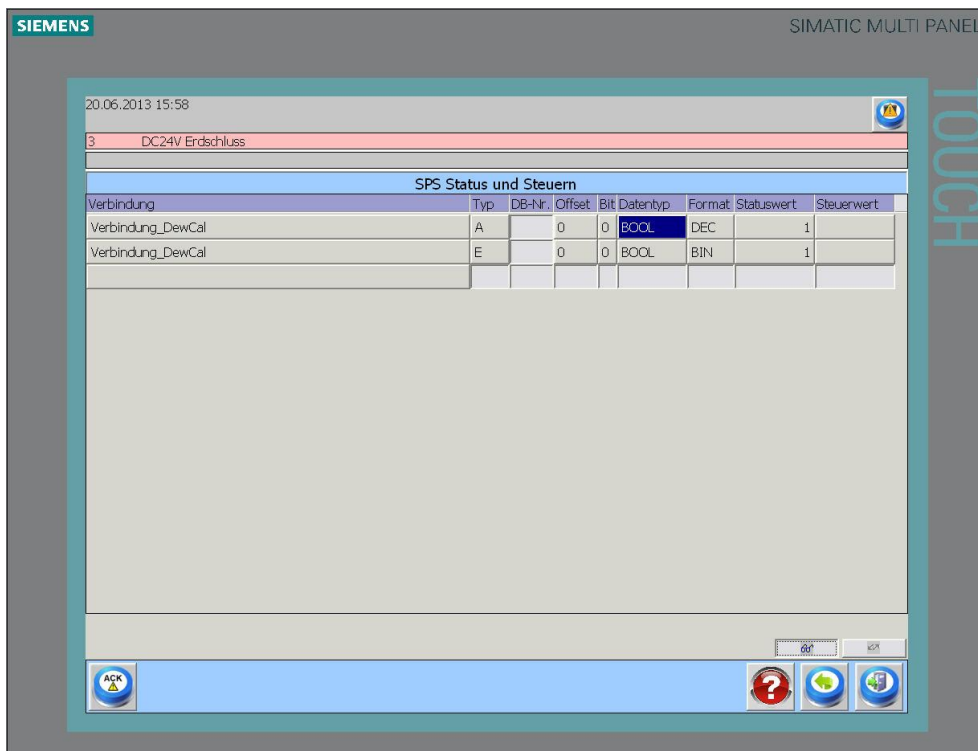 SIEMENS
SIMATIC MULTI PANEL
TOUCH
20.06.2013 15:58
3 DC24V Erdschluss
SPS Status und Steuern
Verbindung Typ DB-Nr. Offset Bit Datentyp Format Statuswert Steuerwert
Verbindung_DewCal A 0 0 BOOL DEC 1
Verbindung_DewCal E 0 0 BOOL BIN 1
ACK
?